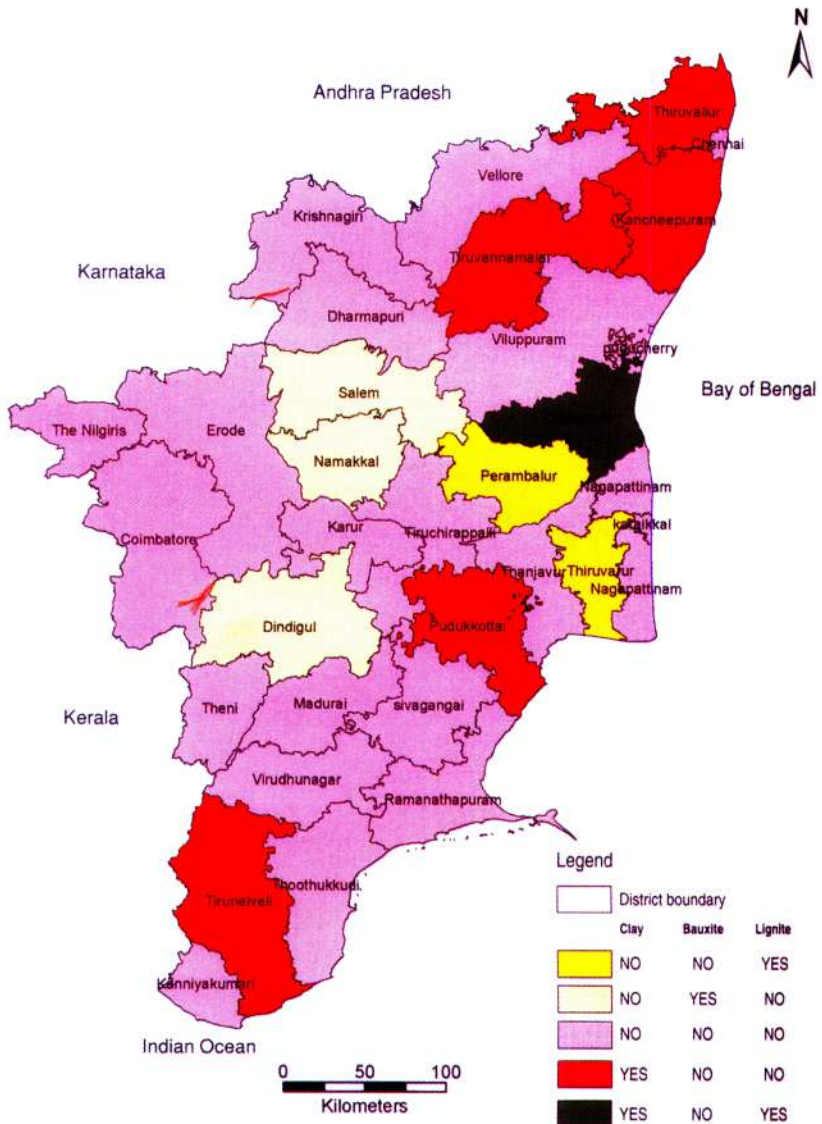 N
Andhra Pradesh
Thiruvallur
Chennai
Vellore
Kancheepuram
Krishnagiri
Tiruvannamalai
Karnataka
Dharmapuri
Viluppuram
puducherry
Bay of Bengal
Salem
The Nilgiris
Erode
Namakkal
Perambalur
Nagapattinam
Karur
Tiruchirappalli
karaikkal
Coimbatore
Thanjavur
Thiruvarur
Nagapattinam
Dindigul
Pudukkottai
Kerala
Theni
Madurai
sivagangai
Virudhunagar
Ramanathapuram
Tirunelveli
Thoothukkudi
Kanniyakumari
Indian Ocean
0 50 100
Kilometers
Legend
District boundary
Clay Bauxite Lignite
NO NO YES
NO YES NO
NO NO NO
YES NO NO
YES NO YES